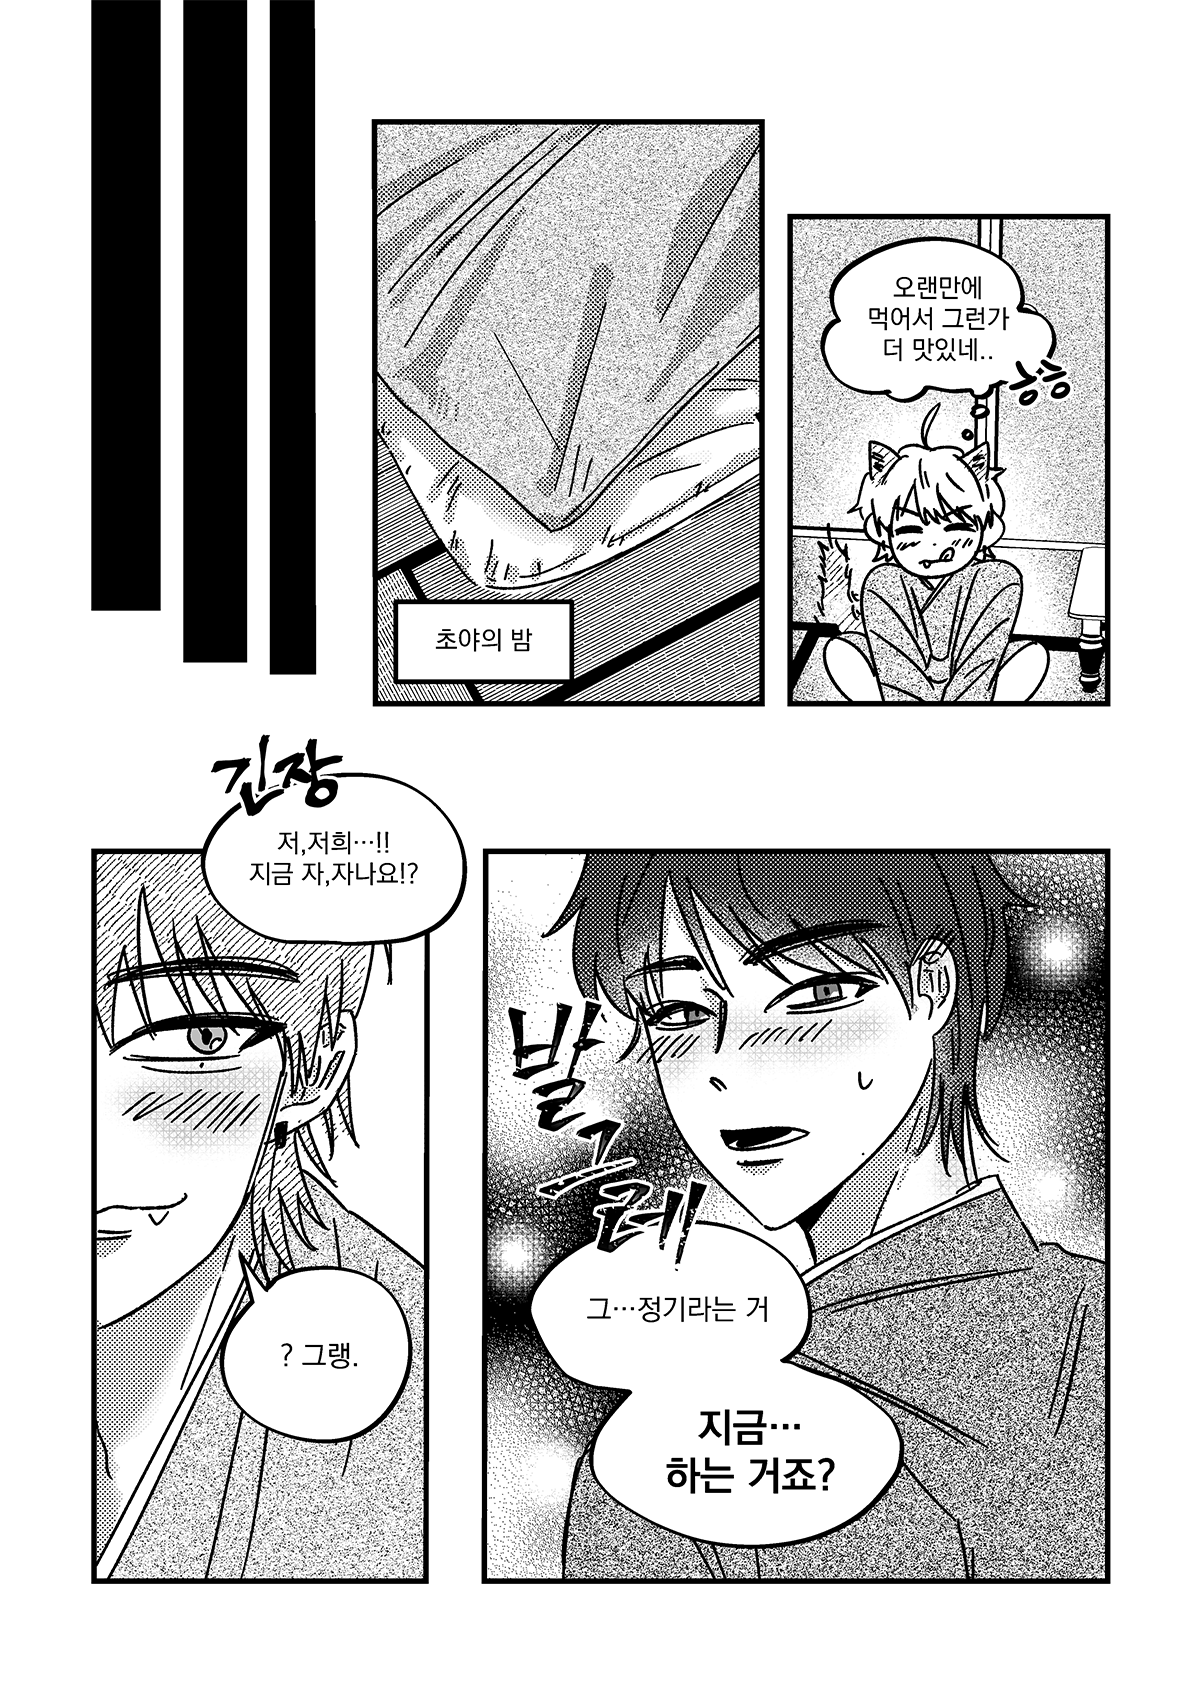 초야의 밤
오랜만에
먹어서 그런가
더 맛있네..
흐승
긴장
저,저희…!!
지금 자,자나요!?
? 그랭.
발그레
그…정기라는 거
지금…
하는 거죠?